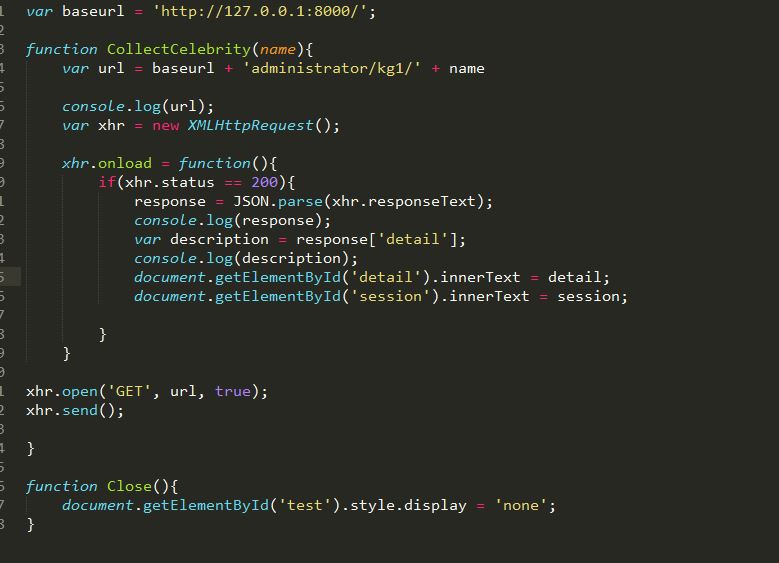 1 var baseurl = 'http://127.0.0.1:8000/';
2
3 function CollectCelebrity(name){
4 var url = baseurl + 'administrator/kg1/' + name
5
6 console.log(url);
7 var xhr = new XMLHttpRequest();
8
9 xhr.onload = function(){
0 if(xhr.status == 200){
1 response = JSON.parse(xhr.responseText);
2 console.log(response);
3 var description = response['detail'];
4 console.log(description);
5 document.getElementById('detail').innerText = detail;
6 document.getElementById('session').innerText = session;
7
8 }
9 }
0
1 xhr.open('GET', url, true);
2 xhr.send();
3
4 }
5
6 function Close(){
7 document.getElementById('test').style.display = 'none';
8 }